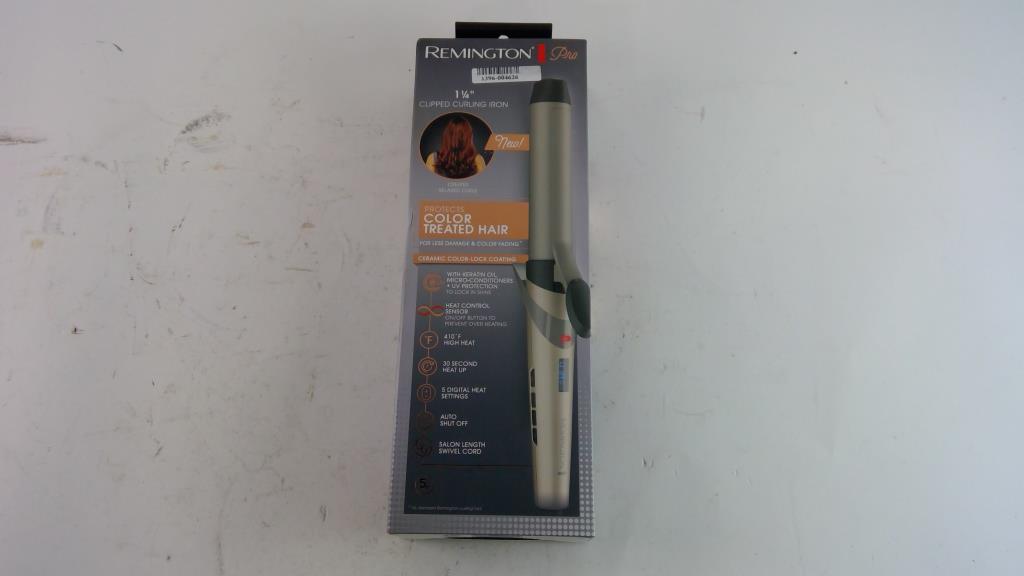 REMINGTON® Pro
1 ¼"
CLIPPED CURLING IRON
New!
CREATES
RELAXED CURLS
PROTECTS
COLOR
TREATED HAIR
FOR LESS DAMAGE & COLOR FADING*
CERAMIC COLOR-LOCK COATING
WITH KERATIN OIL,
MICRO-CONDITIONERS
+ UV PROTECTION
TO LOCK IN SHINE
HEAT CONTROL
SENSOR
ON/OFF BUTTON TO
PREVENT OVER HEATING
°F
410°F
HIGH HEAT
30 SECOND
HEAT UP
5 DIGITAL HEAT
SETTINGS
AUTO
SHUT OFF
SALON LENGTH
SWIVEL CORD
5